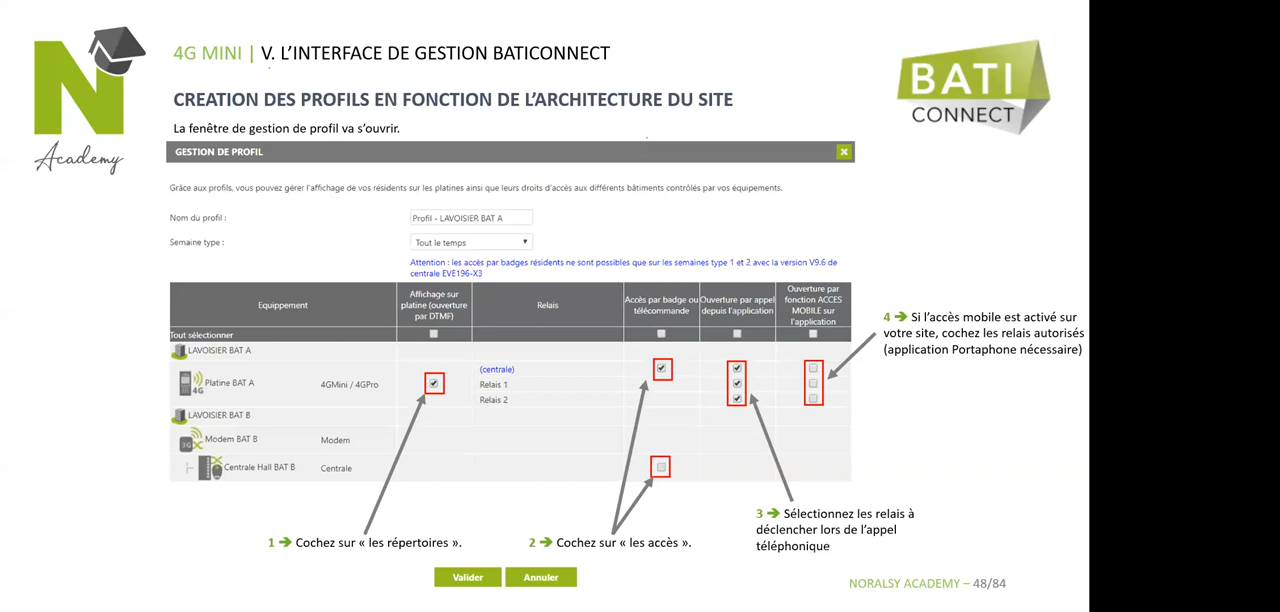 4G MINI | V. L’INTERFACE DE GESTION BATICONNECT
N
Academy
BATI
CONNECT
CREATION DES PROFILS EN FONCTION DE L’ARCHITECTURE DU SITE
La fenêtre de gestion de profil va s’ouvrir.
GESTION DE PROFIL
Grâce aux profils, vous pouvez gérer l'affichage de vos résidents sur les platines ainsi que leurs droits d'accès aux différents bâtiments contrôlés par vos équipements.
Nom du profil :
Profil - LAVOISIER BAT A
Semaine type :
Tout le temps
Attention : les accès par badges résidents ne sont possibles que sur les semaines type 1 et 2 avec la version V9.6 de
centrale EVE196-X3
Equippement
Affichage sur
platine (ouverture
par DTMF)
Relais
Accès par badge ou
télécommande
Ouverture par appel
depuis l'application
Ouverture par
fonction ACCES
MOBILE sur
l'application
Tout sélectionner
LAVOISIER BAT A
Platine BAT A
4G
4GMini / 4GPro
(centrale)
Relais 1
Relais 2
LAVOISIER BAT B
3G
Modem BAT B
Modem
Centrale Hall BAT B
Centrale
4 ➔ Si l’accès mobile est activé sur
votre site, cochez les relais autorisés
(application Portaphone nécessaire)
1 ➔ Cochez sur « les répertoires ».
2 ➔ Cochez sur « les accès ».
3 ➔ Sélectionnez les relais à
déclencher lors de l’appel
téléphonique
Valider
Annuler
NORALSY ACADEMY – 48/84